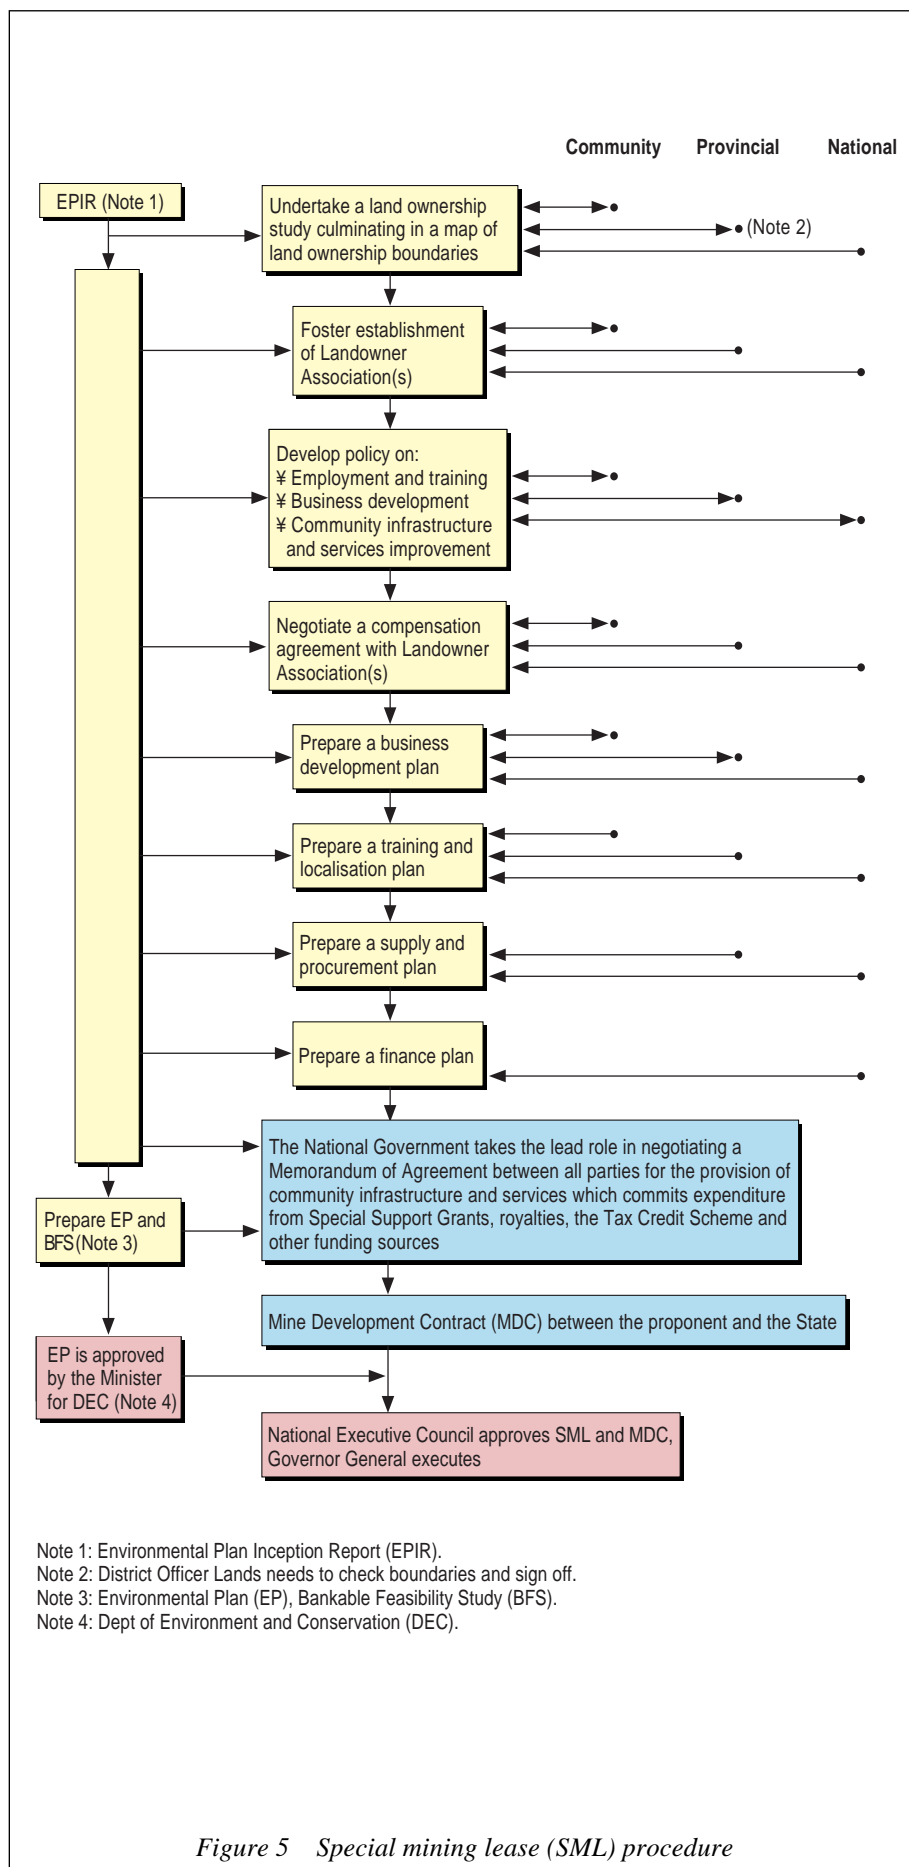 Community Provincial National
EPIR (Note 1)
Undertake a land ownership
study culminating in a map of
land ownership boundaries
(Note 2)
Foster establishment
of Landowner
Association(s)
Develop policy on:
¥ Employment and training
¥ Business development
¥ Community infrastructure
and services improvement
Negotiate a compensation
agreement with Landowner
Association(s)
Prepare a business
development plan
Prepare a training and
localisation plan
Prepare a supply and
procurement plan
Prepare a finance plan
The National Government takes the lead role in negotiating a
Memorandum of Agreement between all parties for the provision of
community infrastructure and services which commits expenditure
from Special Support Grants, royalties, the Tax Credit Scheme and
other funding sources
Prepare EP and
BFS(Note 3)
Mine Development Contract (MDC) between the proponent and the State
EP is approved
by the Minister
for DEC (Note 4)
National Executive Council approves SML and MDC,
Governor General executes
Note 1: Environmental Plan Inception Report (EPIR).
Note 2: District Officer Lands needs to check boundaries and sign off.
Note 3: Environmental Plan (EP), Bankable Feasibility Study (BFS).
Note 4: Dept of Environment and Conservation (DEC).
Figure 5 Special mining lease (SML) procedure